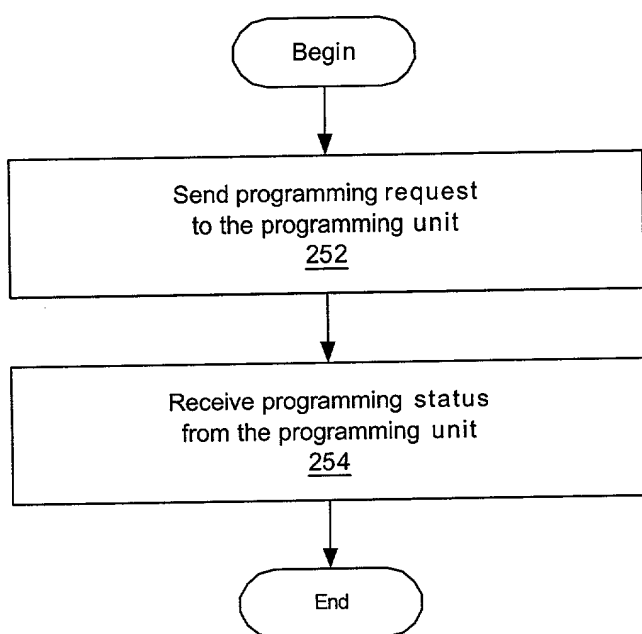 Begin
Send programming request
to the programming unit
252
Receive programming status
from the programming unit
254
End